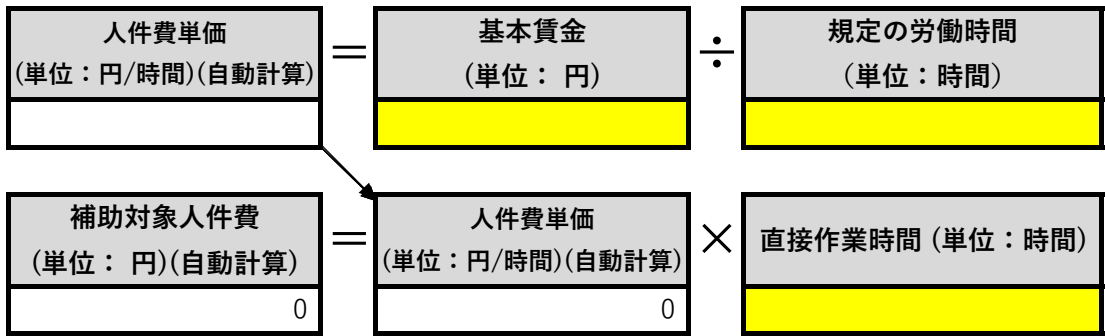 人件費単価
(単位：円/時間)(自動計算)
＝
基本賃金
(単位： 円)
÷
規定の労働時間
（単位：時間）
補助対象人件費
(単位： 円)(自動計算)
0
＝
人件費単価
(単位：円/時間)(自動計算)
0
×
直接作業時間 (単位：時間)